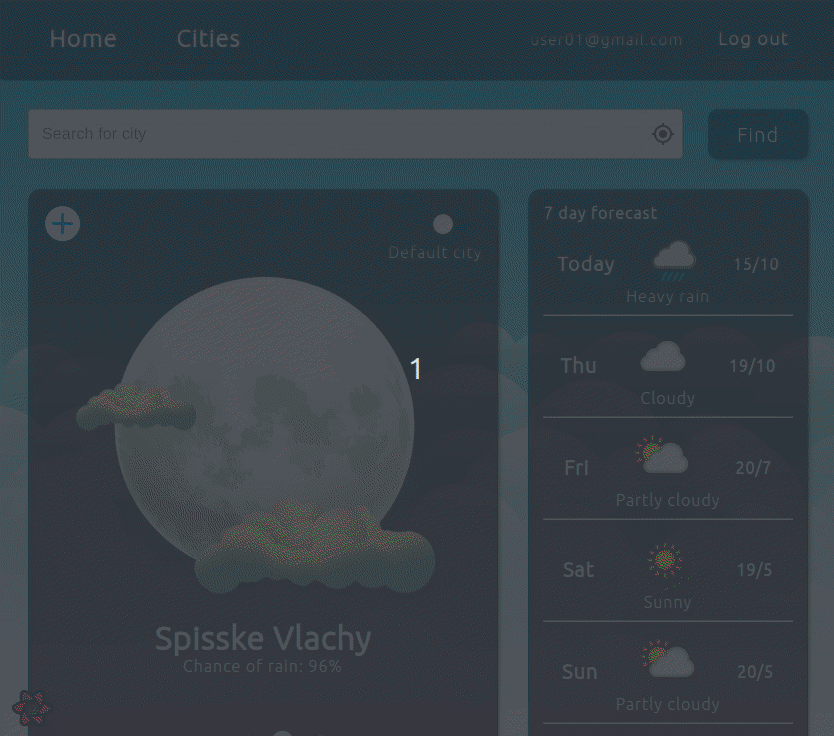 Home Cities user01@gmail.com Log out
Search for city Find
Default city
1
Spisske Vlachy
Chance of rain: 96%
7 day forecast
Today 15/10
Heavy rain
Thu 19/10
Cloudy
Fri 20/7
Partly cloudy
Sat 19/5
Sunny
Sun 20/5
Partly cloudy